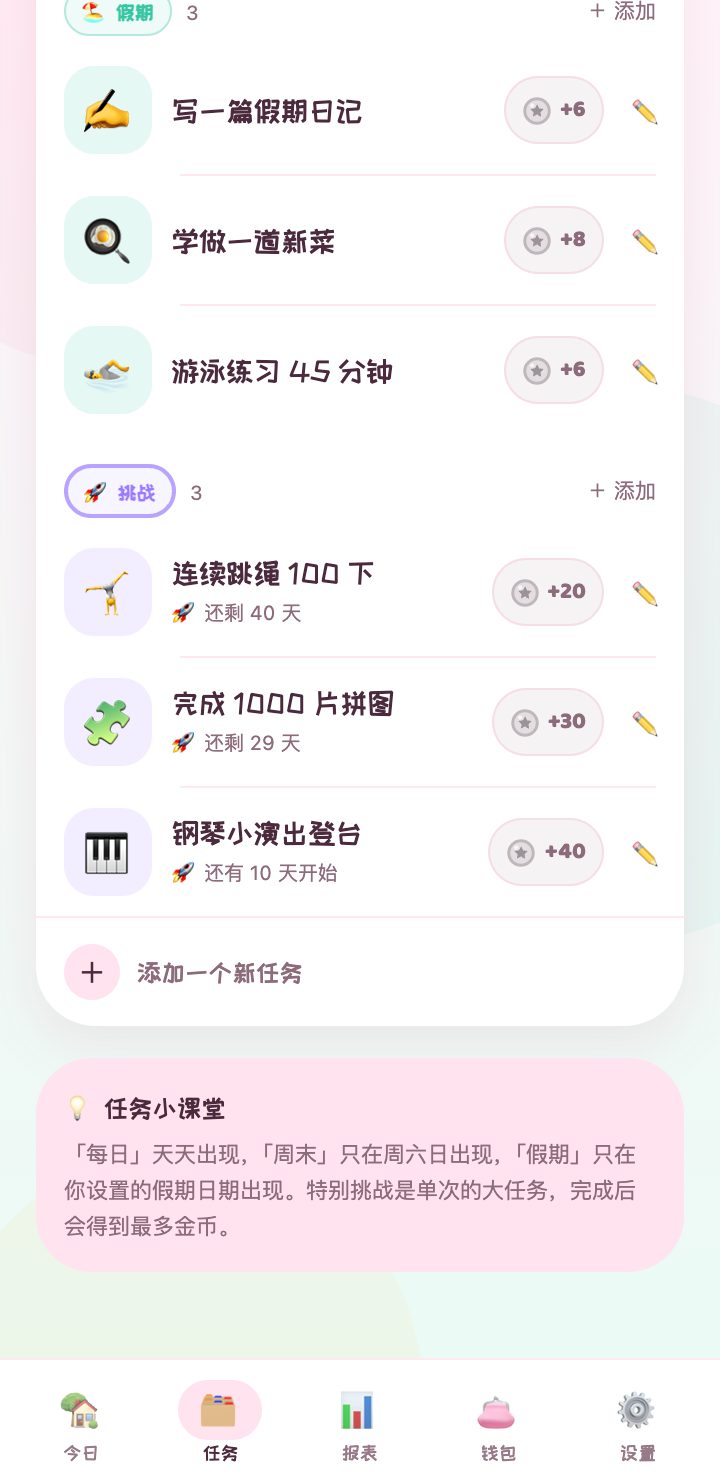 假期 3 + 添加
写一篇假期日记 +6
学做一道新菜 +8
游泳练习 45 分钟 +6
挑战 3 + 添加
连续跳绳 100 下 +20
还剩 40 天
完成 1000 片拼图 +30
还剩 29 天
钢琴小演出登台 +40
还有 10 天开始
+ 添加一个新任务
任务小课堂
「每日」天天出现，「周末」只在周六日出现，「假期」只在
你设置的假期日期出现。特别挑战是单次的大任务，完成后
会得到最多金币。
今日 任务 报表 钱包 设置